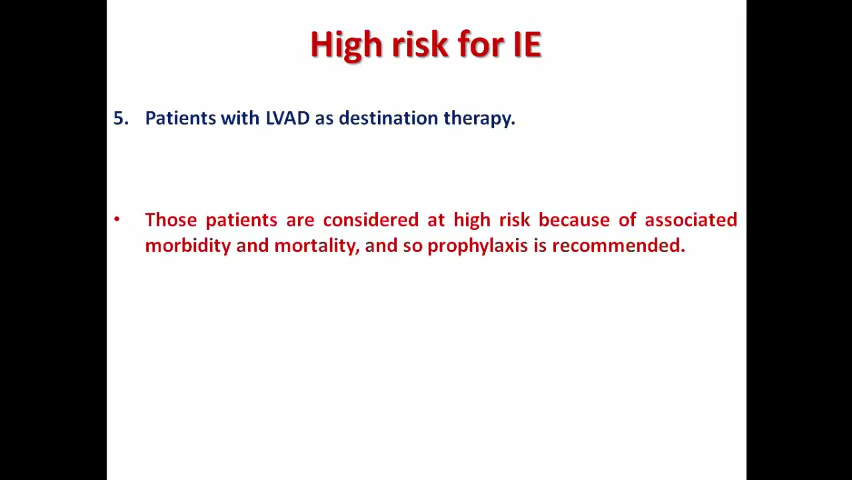 High risk for IE
5. Patients with LVAD as destination therapy.
• Those patients are considered at high risk because of associated
morbidity and mortality, and so prophylaxis is recommended.